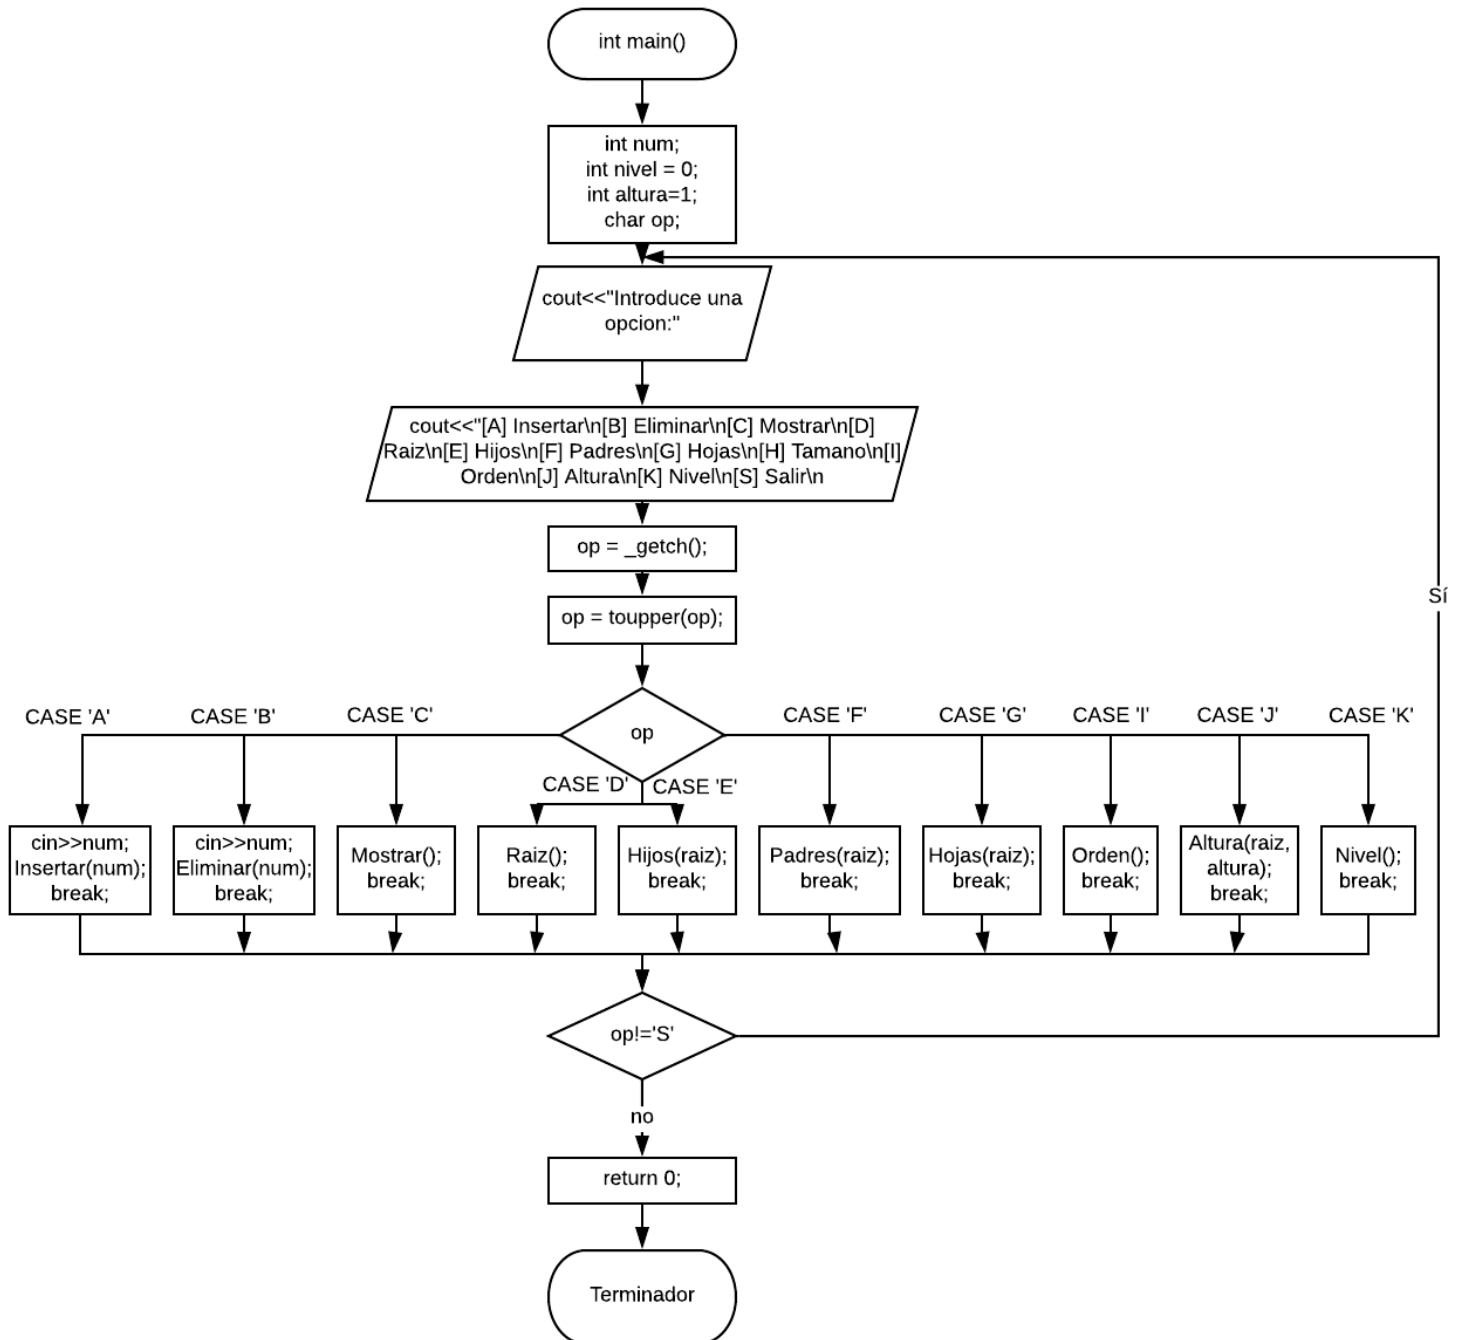 int main()
int num;
int nivel = 0;
int altura=1;
char op;
cout<<"Introduce una
opcion:"
cout<<"[A] Insertar\n[B] Eliminar\n[C] Mostrar\n[D]
Raiz\n[E] Hijos\n[F] Padres\n[G] Hojas\n[H] Tamano\n[I]
Orden\n[J] Altura\n[K] Nivel\n[S] Salir\n
op = _getch();
Sí
op = toupper(op);
op
CASE 'A'
CASE 'B'
CASE 'C'
CASE 'D'
CASE 'E'
CASE 'F'
CASE 'G'
CASE 'I'
CASE 'J'
CASE 'K'
cin>>num;
Insertar(num);
break;
cin>>num;
Eliminar(num);
break;
Mostrar();
break;
Raiz();
break;
Hijos(raiz);
break;
Padres(raiz);
break;
Hojas(raiz);
break;
Orden();
break;
Altura(raiz,
altura);
break;
Nivel();
break;
op!='S'
no
return 0;
Terminador